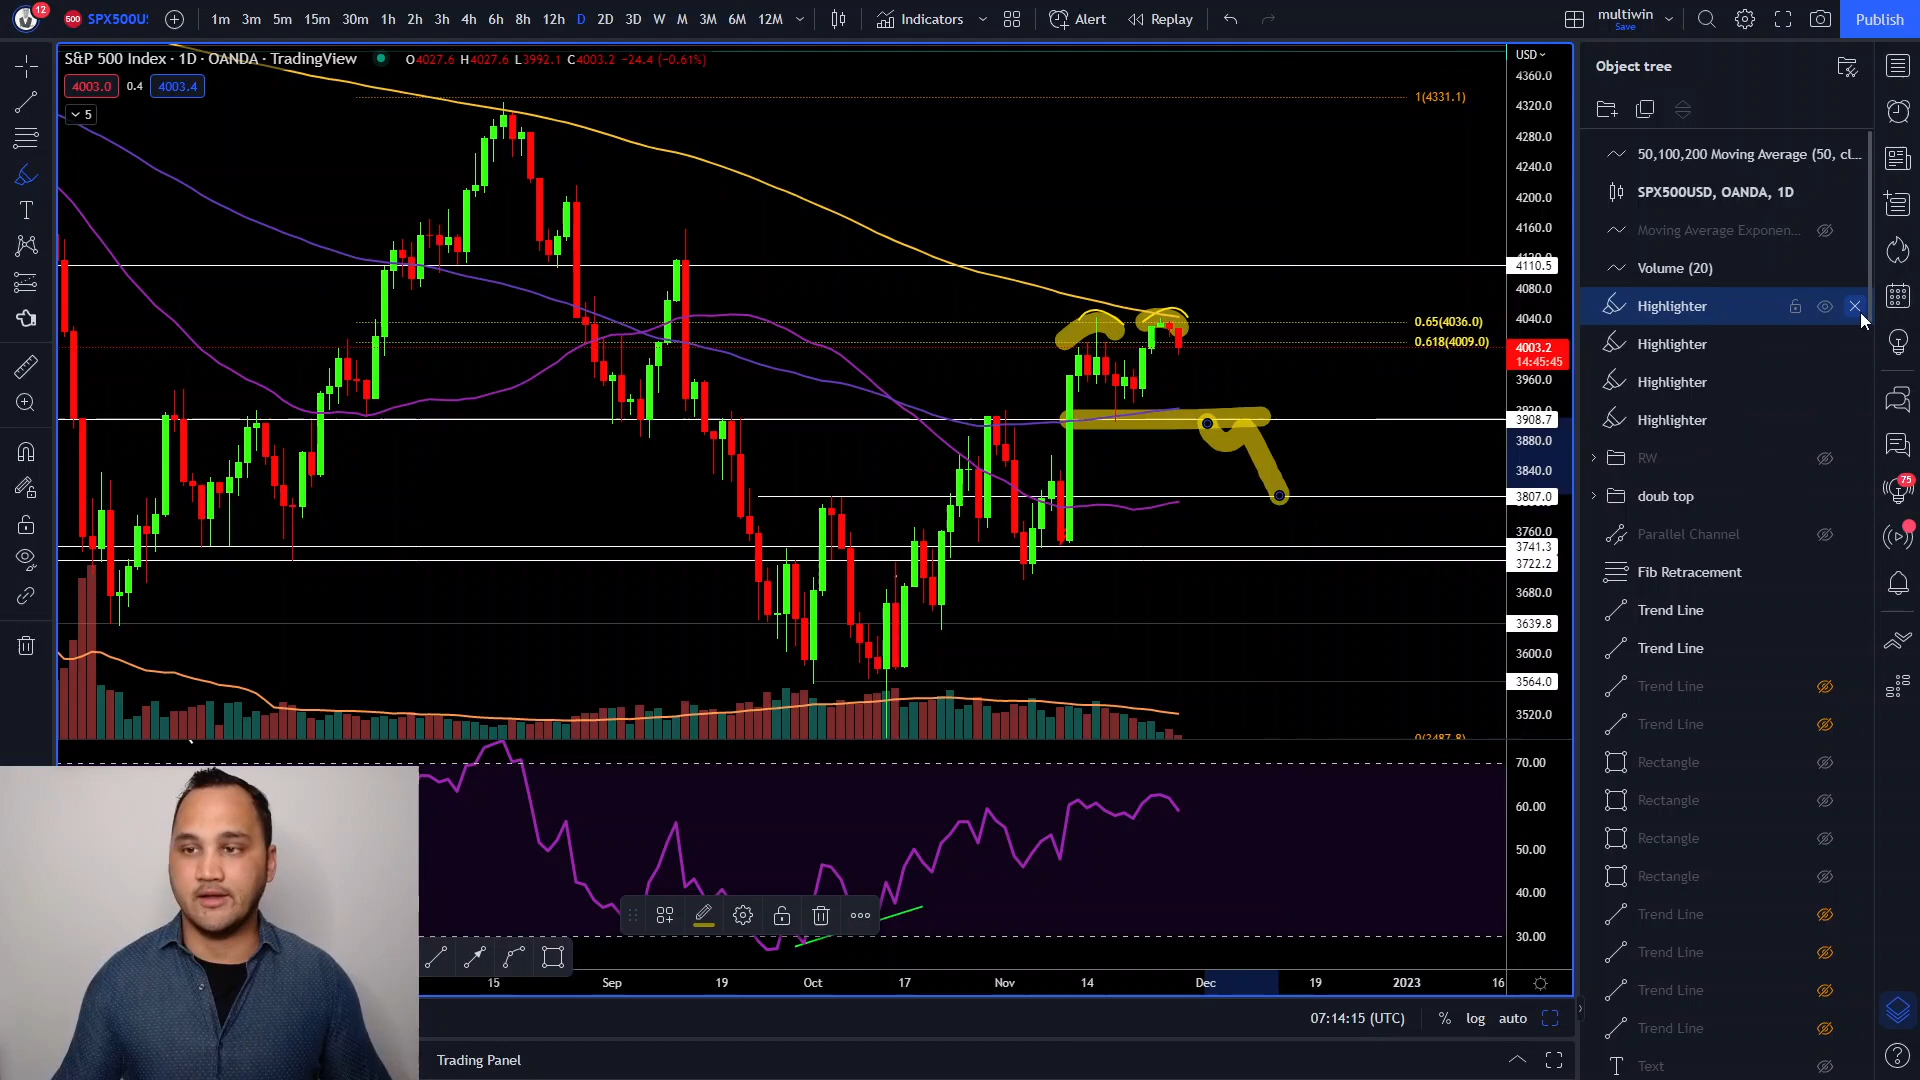 12
500
SPX500U
1m 3m 5m 15m 30m 1h 2h 3h 4h 6h 8h 12h D 2D 3D W M 3M 6M 12M
Indicators
Alert
Replay
multiwin
Save
Publish
S&P 500 Index · 1D · OANDA · TradingView
O4027.6 H4027.6 L3992.1 C4003.2 −24.4 (−0.61%)
4003.0 0.4 4003.4
5
USD
4360.0
1(4331.1)
4320.0
4280.0
4240.0
4200.0
4160.0
4110.5
4080.0
4040.0
0.65(4036.0)
0.618(4009.0)
4003.2
14:45:45
3960.0
3908.7
3880.0
3840.0
3807.0
3760.0
3741.3
3722.2
3680.0
3639.8
3600.0
3564.0
3520.0
70.00
60.00
50.00
40.00
30.00
15 Sep 19 Oct 17 Nov 14 Dec 19 2023 16
07:14:15 (UTC) % log auto
Trading Panel
Object tree
50,100,200 Moving Average (50, cl...
SPX500USD, OANDA, 1D
Moving Average Exponen...
Volume (20)
Highlighter
Highlighter
Highlighter
Highlighter
RW
doub top
Parallel Channel
Fib Retracement
Trend Line
Trend Line
Trend Line
Trend Line
Rectangle
Rectangle
Rectangle
Rectangle
Trend Line
Trend Line
Trend Line
Trend Line
Text
75